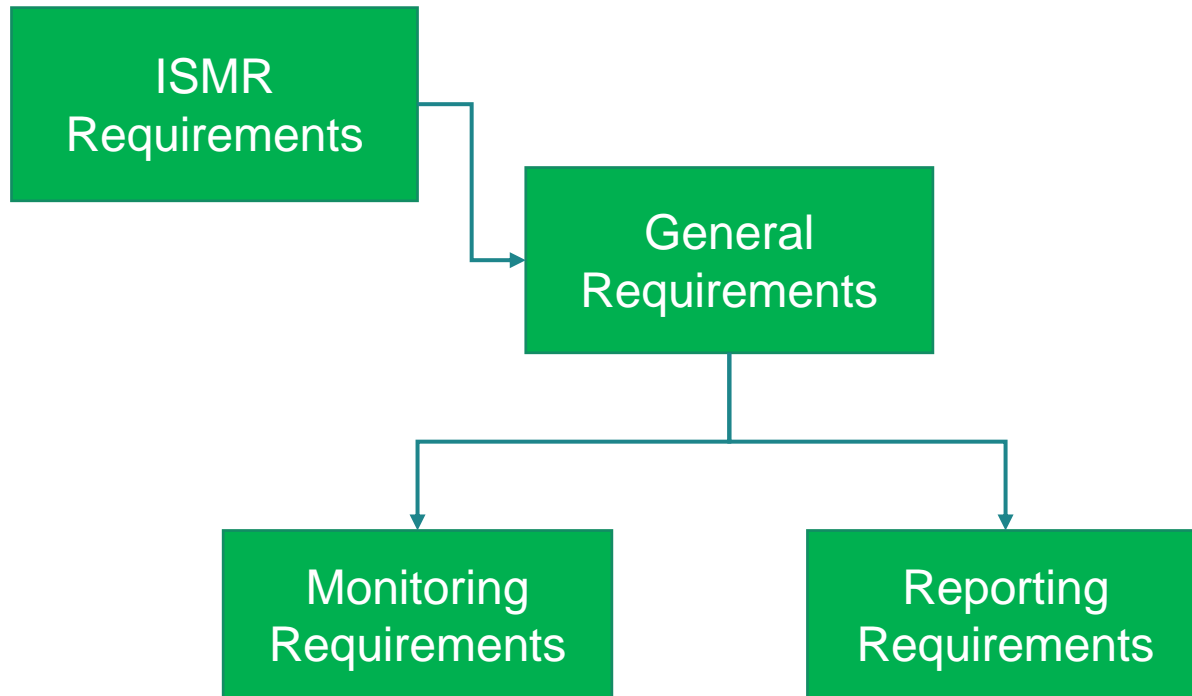 ISMR
Requirements
General
Requirements
Monitoring
Requirements
Reporting
Requirements